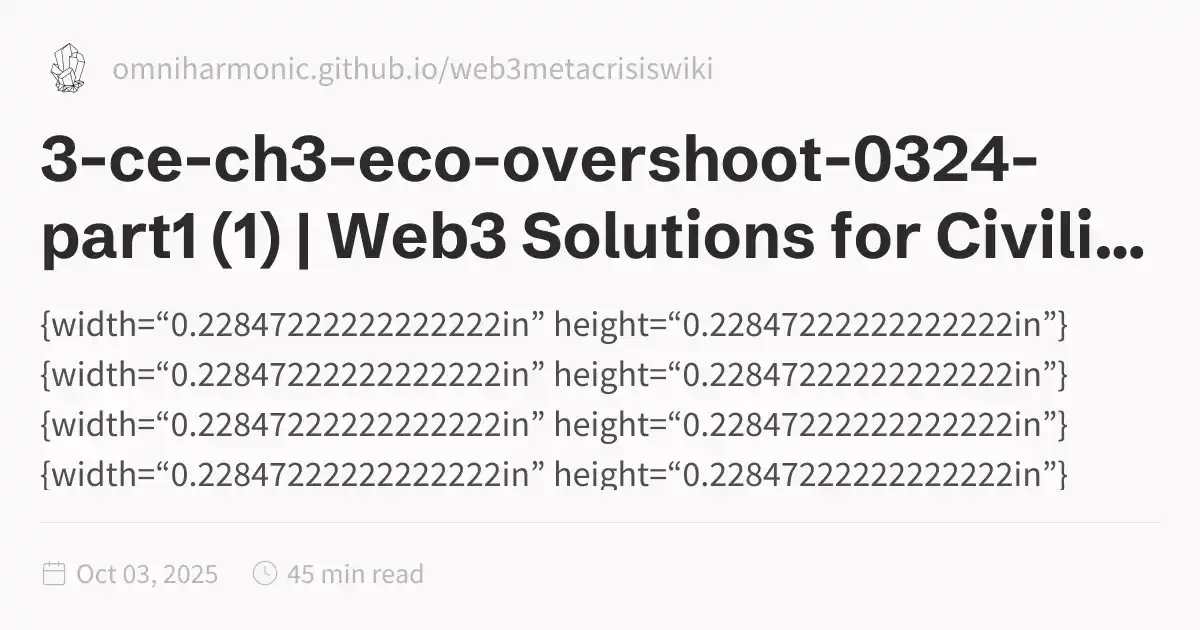 omniharmonic.github.io/web3metacrisiswiki
3-ce-ch3-eco-overshoot-0324-
part1 (1) | Web3 Solutions for Civili...
{width=“0.22847222222222222in” height=“0.22847222222222222in”}
{width=“0.22847222222222222in” height=“0.22847222222222222in”}
{width=“0.22847222222222222in” height=“0.22847222222222222in”}
{width=“0.22847222222222222in” height=“0.22847222222222222in”}
Oct 03, 2025
45 min read